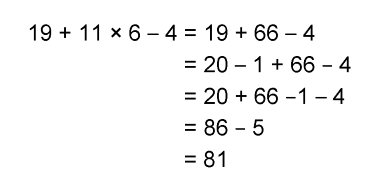 19 + 11 × 6 – 4 = 19 + 66 – 4
= 20 – 1 + 66 – 4
= 20 + 66 –1 – 4
= 86 – 5
= 81